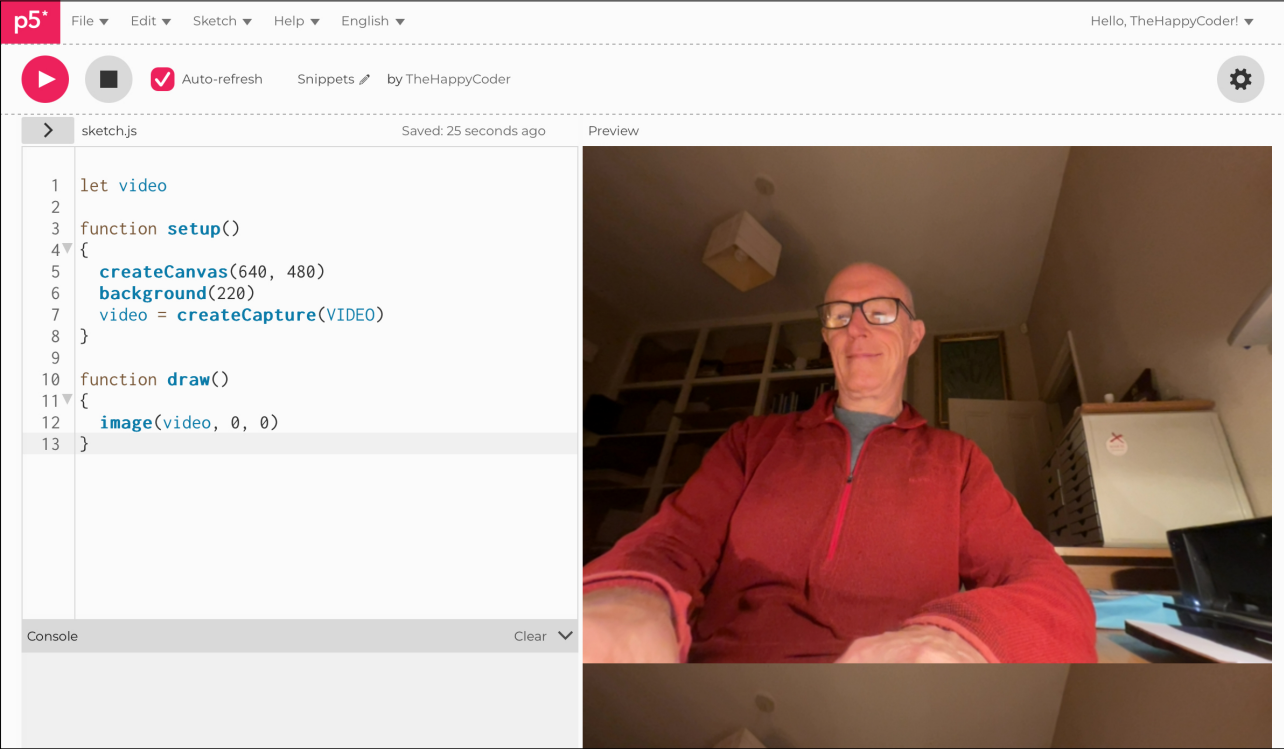 p5* File Edit Sketch Help English Hello, TheHappyCoder!
Auto-refresh Snippets by TheHappyCoder
sketch.js Saved: 25 seconds ago Preview
1 let video
2
3 function setup()
4 {
5 createCanvas(640, 480)
6 background(220)
7 video = createCapture(VIDEO)
8 }
9
10 function draw()
11 {
12 image(video, 0, 0)
13 }
Console Clear